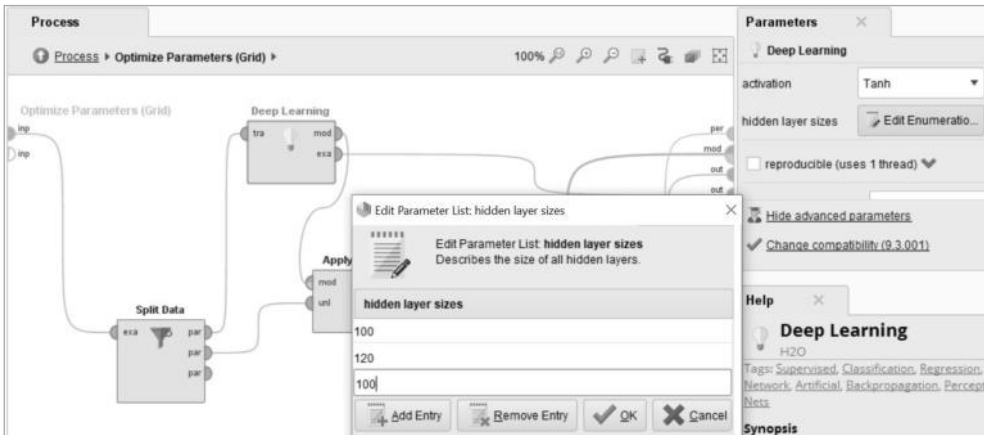 Process
Process ▸ Optimize Parameters (Grid) ▸
100%
Optimize Parameters (Grid)
inp
inp
Deep Learning
tra
mod
exa
per
mod
out
out
Split Data
exa
par
par
par
Apply
mod
unl
Edit Parameter List: hidden layer sizes
Edit Parameter List: hidden layer sizes
Describes the size of all hidden layers.
hidden layer sizes
100
120
100
Add Entry
Remove Entry
OK
Cancel
Parameters
Deep Learning
activation
Tanh
hidden layer sizes
Edit Enumeratio...
reproducible (uses 1 thread)
Hide advanced parameters
Change compatibility (9.3.001)
Help
Deep Learning
H2O
Tags: Supervised, Classification, Regression,
Network, Artificial, Backpropagation, Percept
Nets
Synopsis